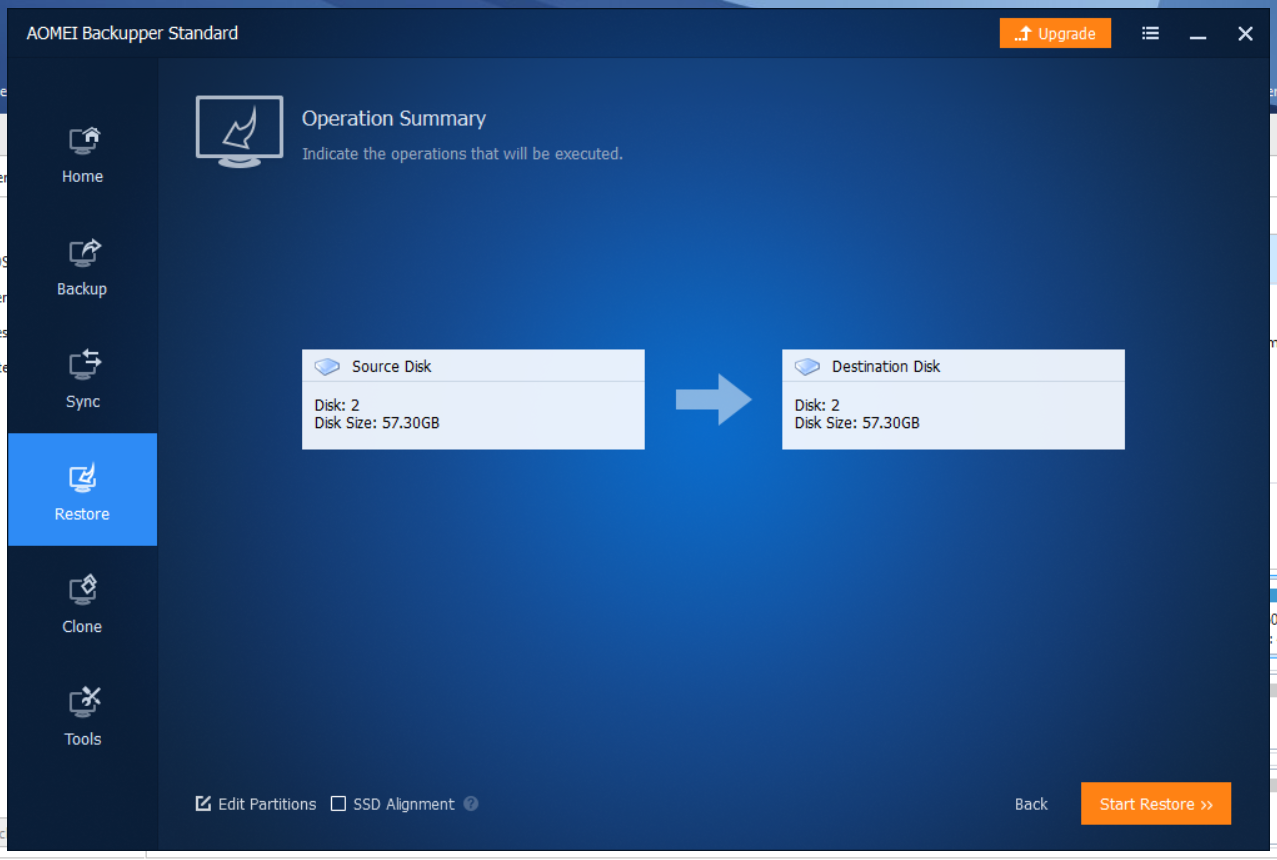 AOMEI Backupper Standard
Upgrade
Operation Summary
Indicate the operations that will be executed.
Home
Backup
Sync
Restore
Clone
Tools
Source Disk
Disk: 2
Disk Size: 57.30GB
Destination Disk
Disk: 2
Disk Size: 57.30GB
Edit Partitions
SSD Alignment ?
Back
Start Restore >>